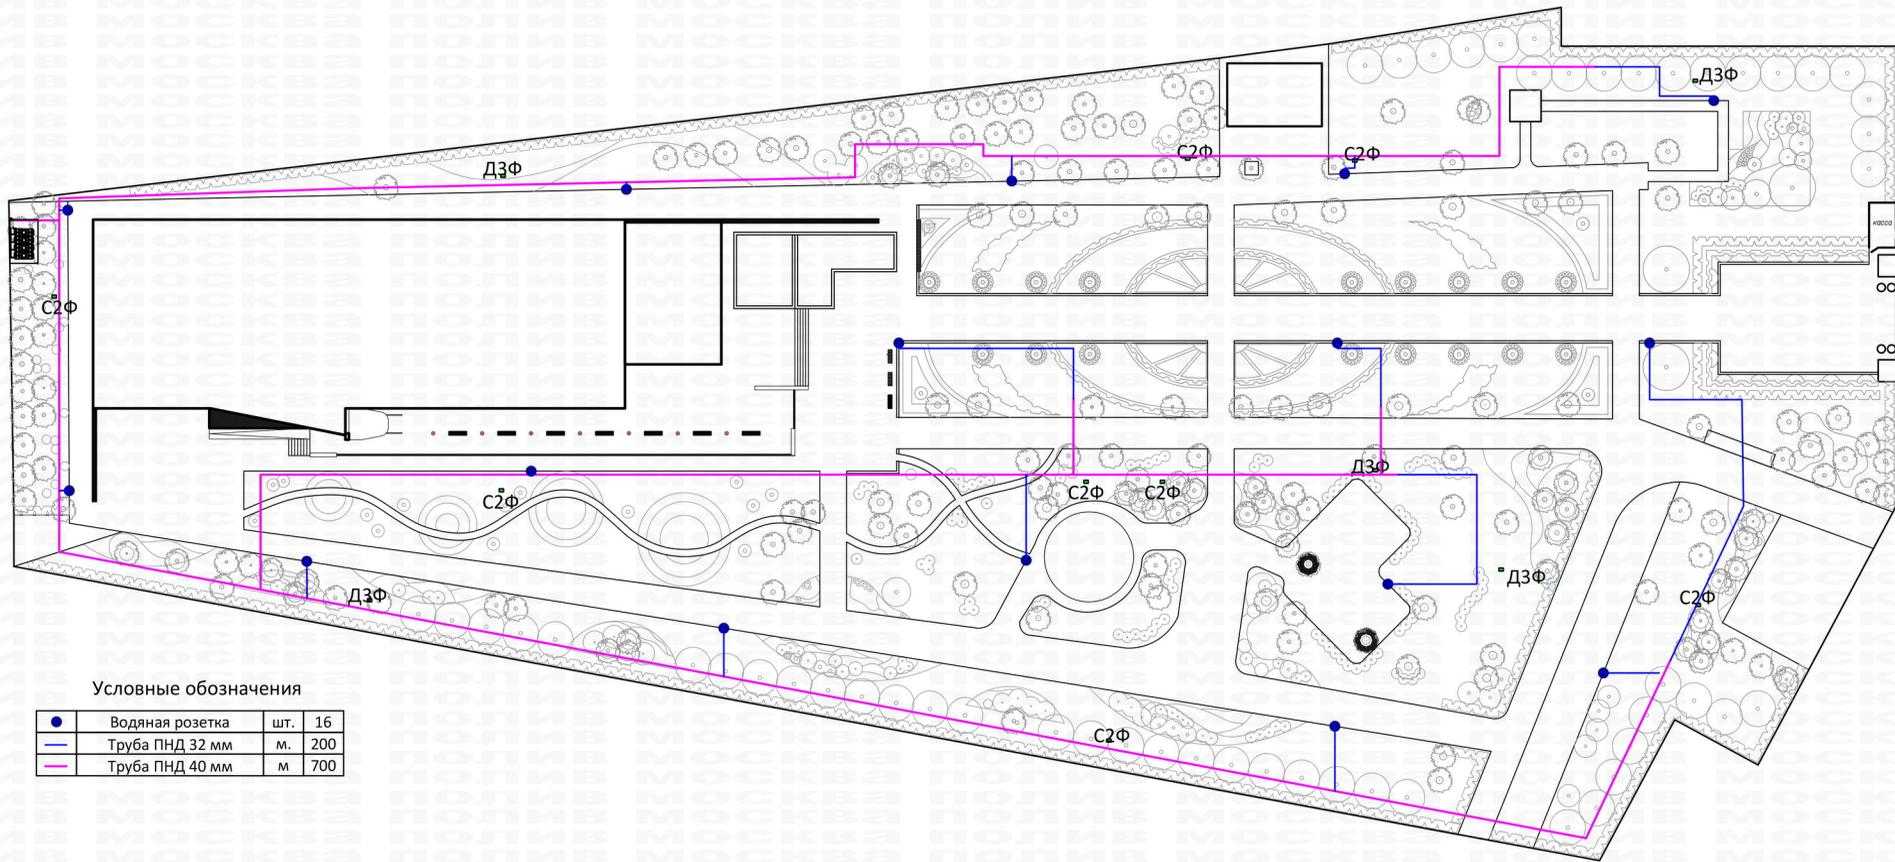 Д3Ф
Д3Ф
С2Ф
С2Ф
касса
С2Ф
Д3Ф
С2Ф
С2Ф
С2Ф
Д3Ф
Д3Ф
С2Ф
С2Ф
Условные обозначения
Водяная розетка шт. 16
Труба ПНД 32 мм м. 200
Труба ПНД 40 мм м 700
МОСКВА ПОЛИВ